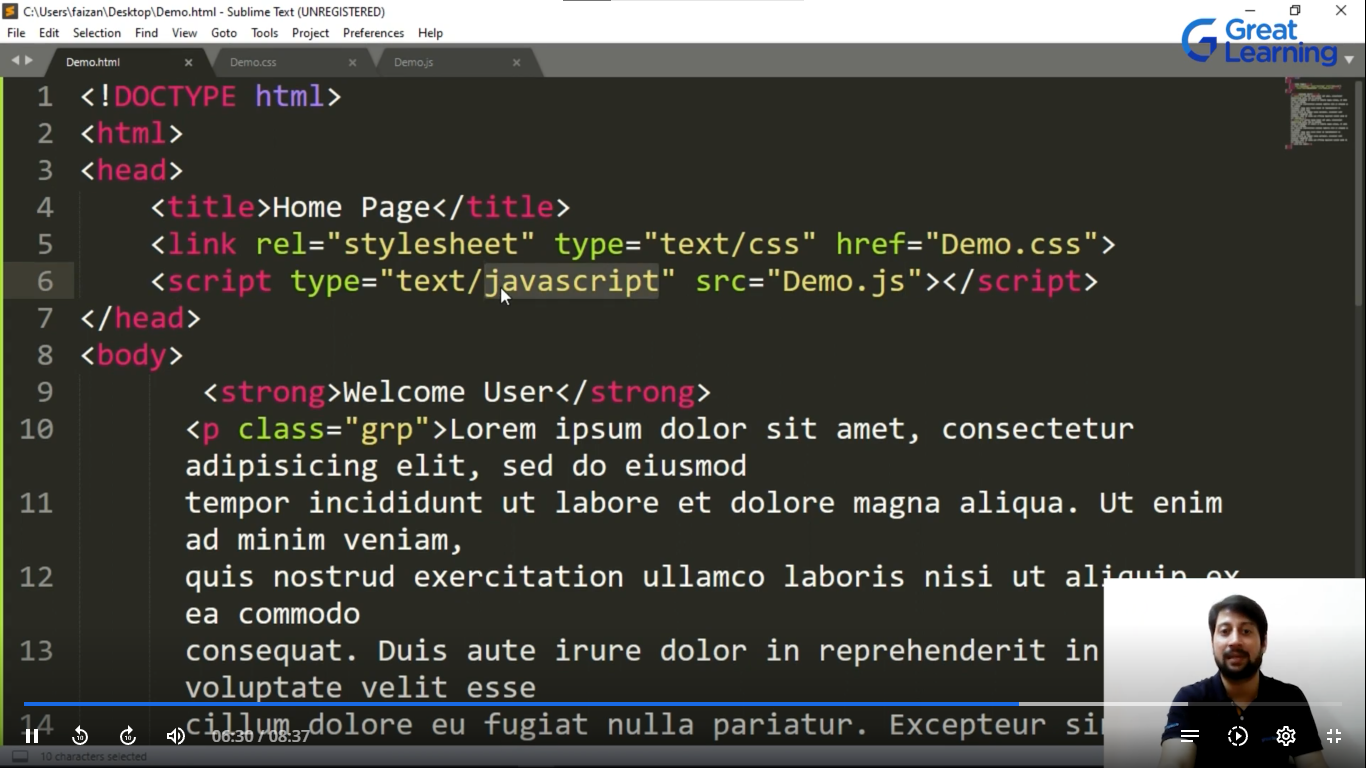 C:\Users\faizan\Desktop\Demo.html - Sublime Text (UNREGISTERED)
File Edit Selection Find View Goto Tools Project Preferences Help
Great
Learning
Demo.html Demo.css Demo.js
1 <!DOCTYPE html>
2 <html>
3 <head>
4 <title>Home Page</title>
5 <link rel="stylesheet" type="text/css" href="Demo.css">
6 <script type="text/javascript" src="Demo.js"></script>
7 </head>
8 <body>
9 <strong>Welcome User</strong>
10 <p class="grp">Lorem ipsum dolor sit amet, consectetur
adipisicing elit, sed do eiusmod
11 tempor incididunt ut labore et dolore magna aliqua. Ut enim
ad minim veniam,
12 quis nostrud exercitation ullamco laboris nisi ut aliquip ex
ea commodo
13 consequat. Duis aute irure dolor in reprehenderit in
voluptate velit esse
14 cillum dolore eu fugiat nulla pariatur. Excepteur
10 10 06:30 / 08:37
10 characters selected